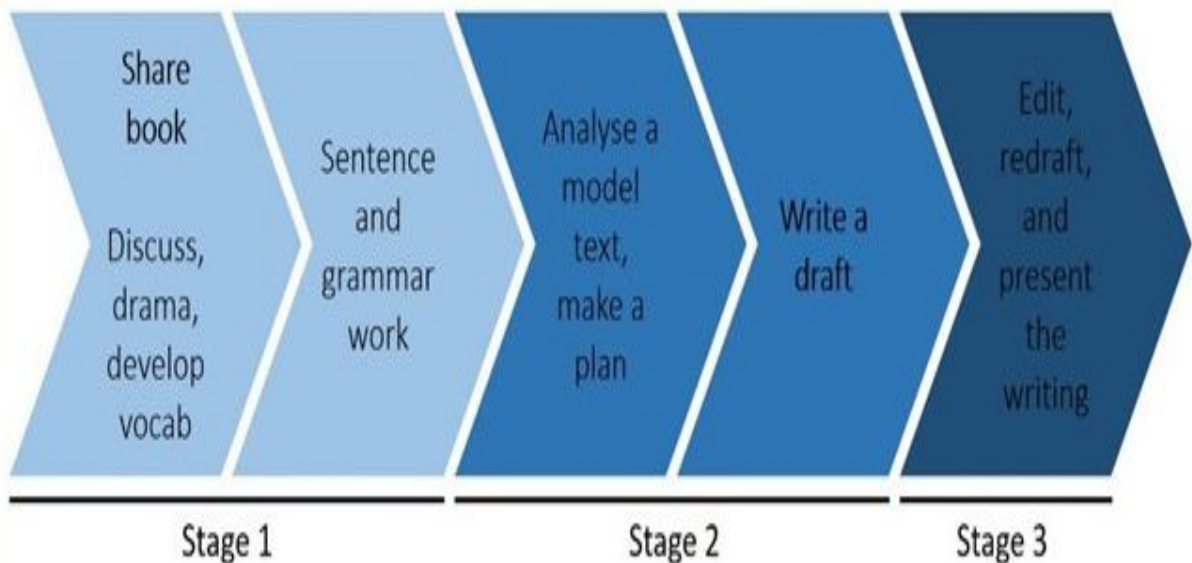 Share
book
Discuss,
drama,
develop
vocab
Sentence
and
grammar
work
Analyse a
model
text,
make a
plan
Write a
draft
Edit,
redraft,
and
present
the
writing
Stage 1
Stage 2
Stage 3